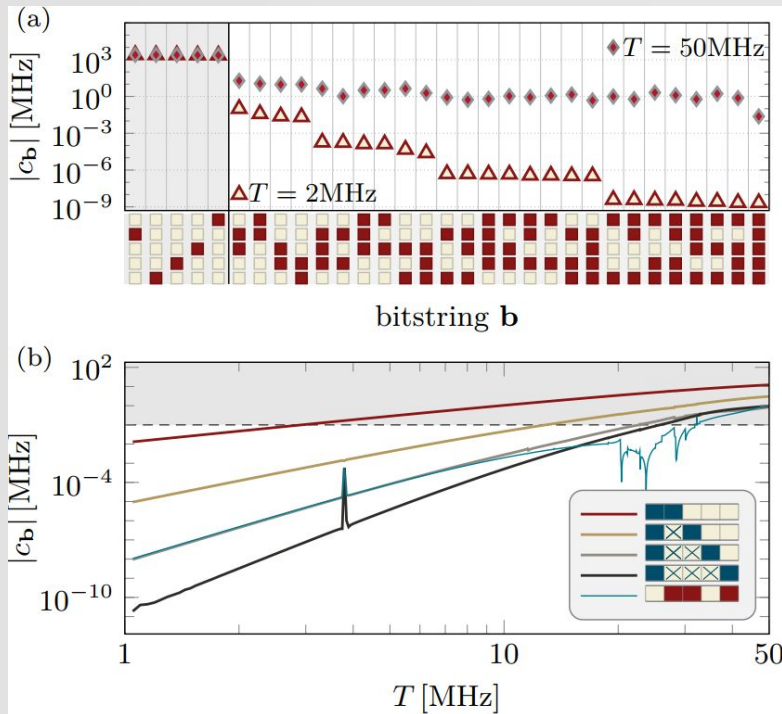 (a)
|c_b| [MHz]
10^3
10^0
10^−3
10^−6
10^−9
T = 50MHz
T = 2MHz
bitstring b
(b)
|c_b| [MHz]
10^2
10^−4
10^−10
1
10
50
T [MHz]